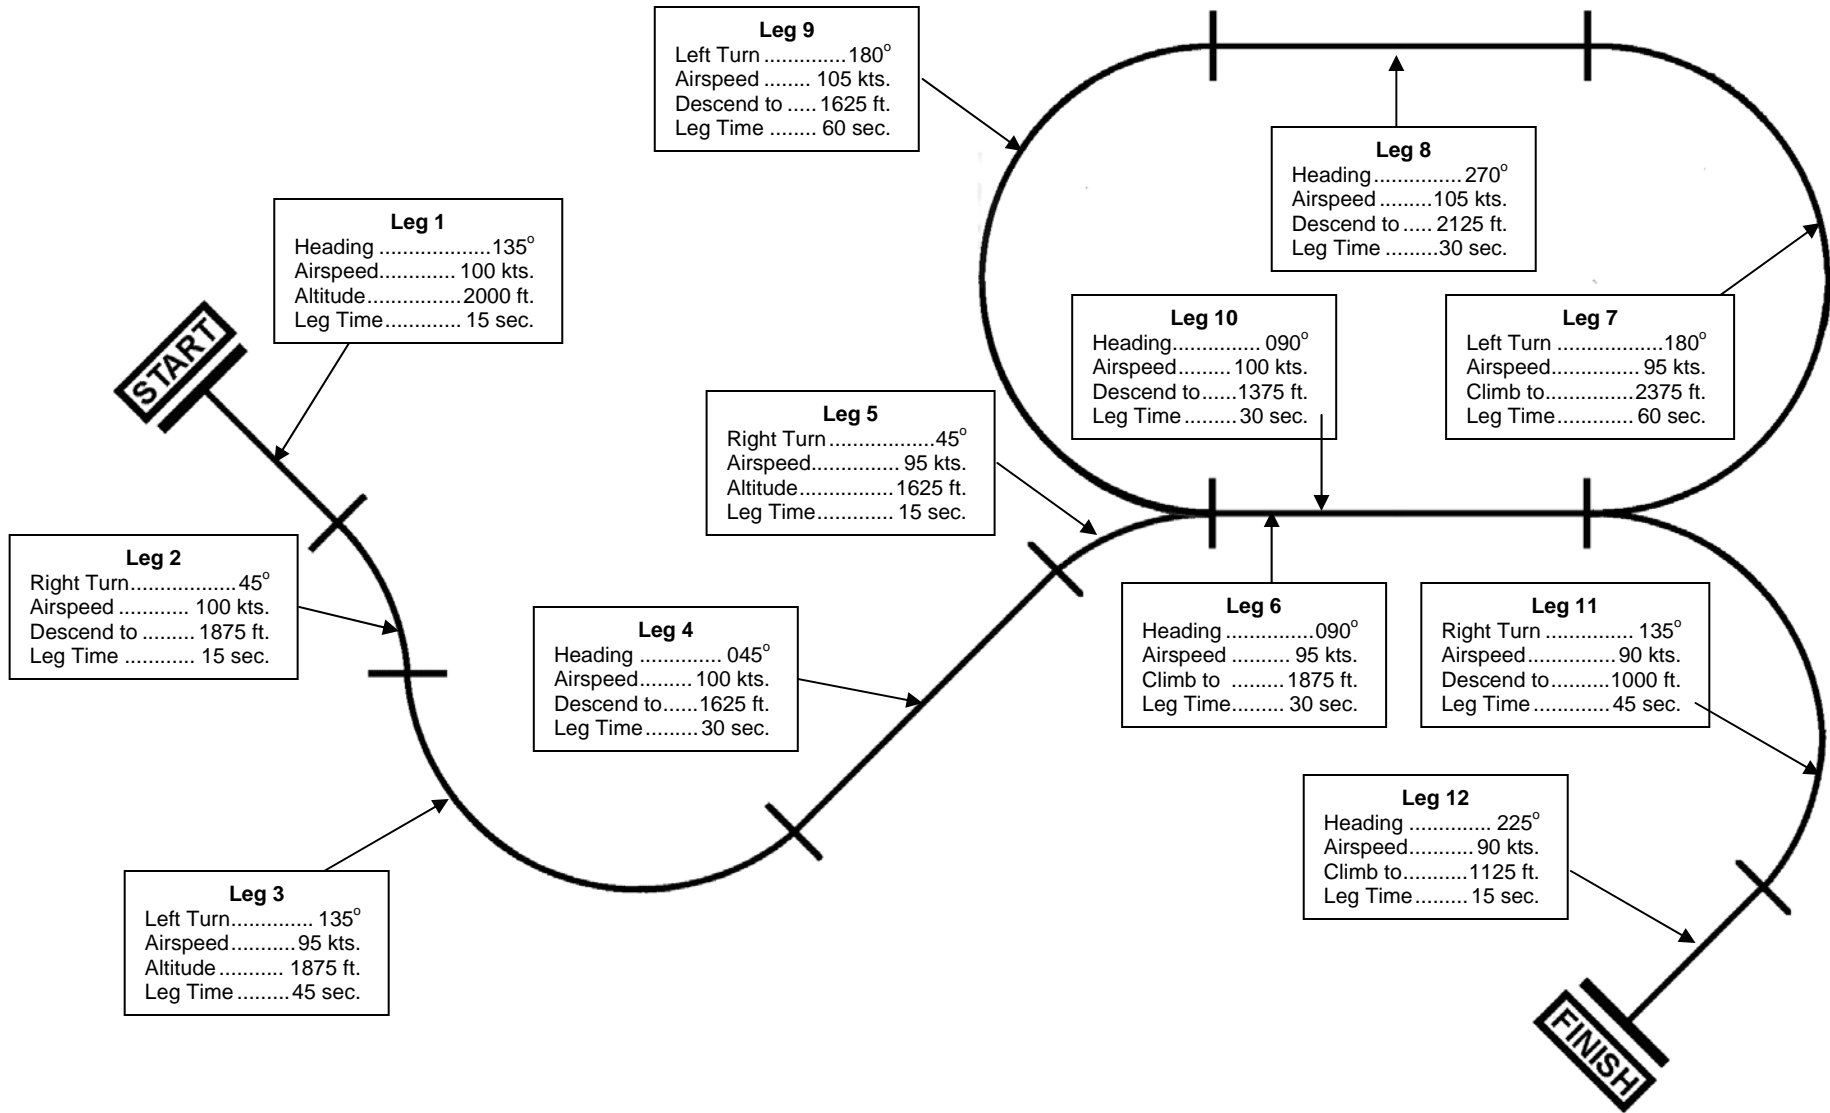 START
Leg 1
Heading ...................135°
Airspeed............. 100 kts.
Altitude................2000 ft.
Leg Time............. 15 sec.
Leg 2
Right Turn..................45°
Airspeed ............ 100 kts.
Descend to ......... 1875 ft.
Leg Time ............ 15 sec.
Leg 3
Left Turn.............. 135°
Airspeed...........95 kts.
Altitude ........... 1875 ft.
Leg Time .........45 sec.
Leg 4
Heading .............. 045°
Airspeed......... 100 kts.
Descend to......1625 ft.
Leg Time .........30 sec.
Leg 5
Right Turn..................45°
Airspeed............... 95 kts.
Altitude................1625 ft.
Leg Time............. 15 sec.
Leg 6
Heading ...............090°
Airspeed .......... 95 kts.
Climb to .........1875 ft.
Leg Time......... 30 sec.
Leg 7
Left Turn ..................180°
Airspeed............... 95 kts.
Climb to...............2375 ft.
Leg Time.............. 60 sec.
Leg 8
Heading...............270°
Airspeed .........105 kts.
Descend to ..... 2125 ft.
Leg Time .........30 sec.
Leg 9
Left Turn ..............180°
Airspeed ........ 105 kts.
Descend to ..... 1625 ft.
Leg Time ........ 60 sec.
Leg 10
Heading............... 090°
Airspeed.........100 kts.
Descend to......1375 ft.
Leg Time .........30 sec.
Leg 11
Right Turn ............... 135°
Airspeed ...............90 kts.
Descend to..........1000 ft.
Leg Time ............. 45 sec.
Leg 12
Heading .............. 225°
Airspeed...........90 kts.
Climb to...........1125 ft.
Leg Time......... 15 sec.
FINISH